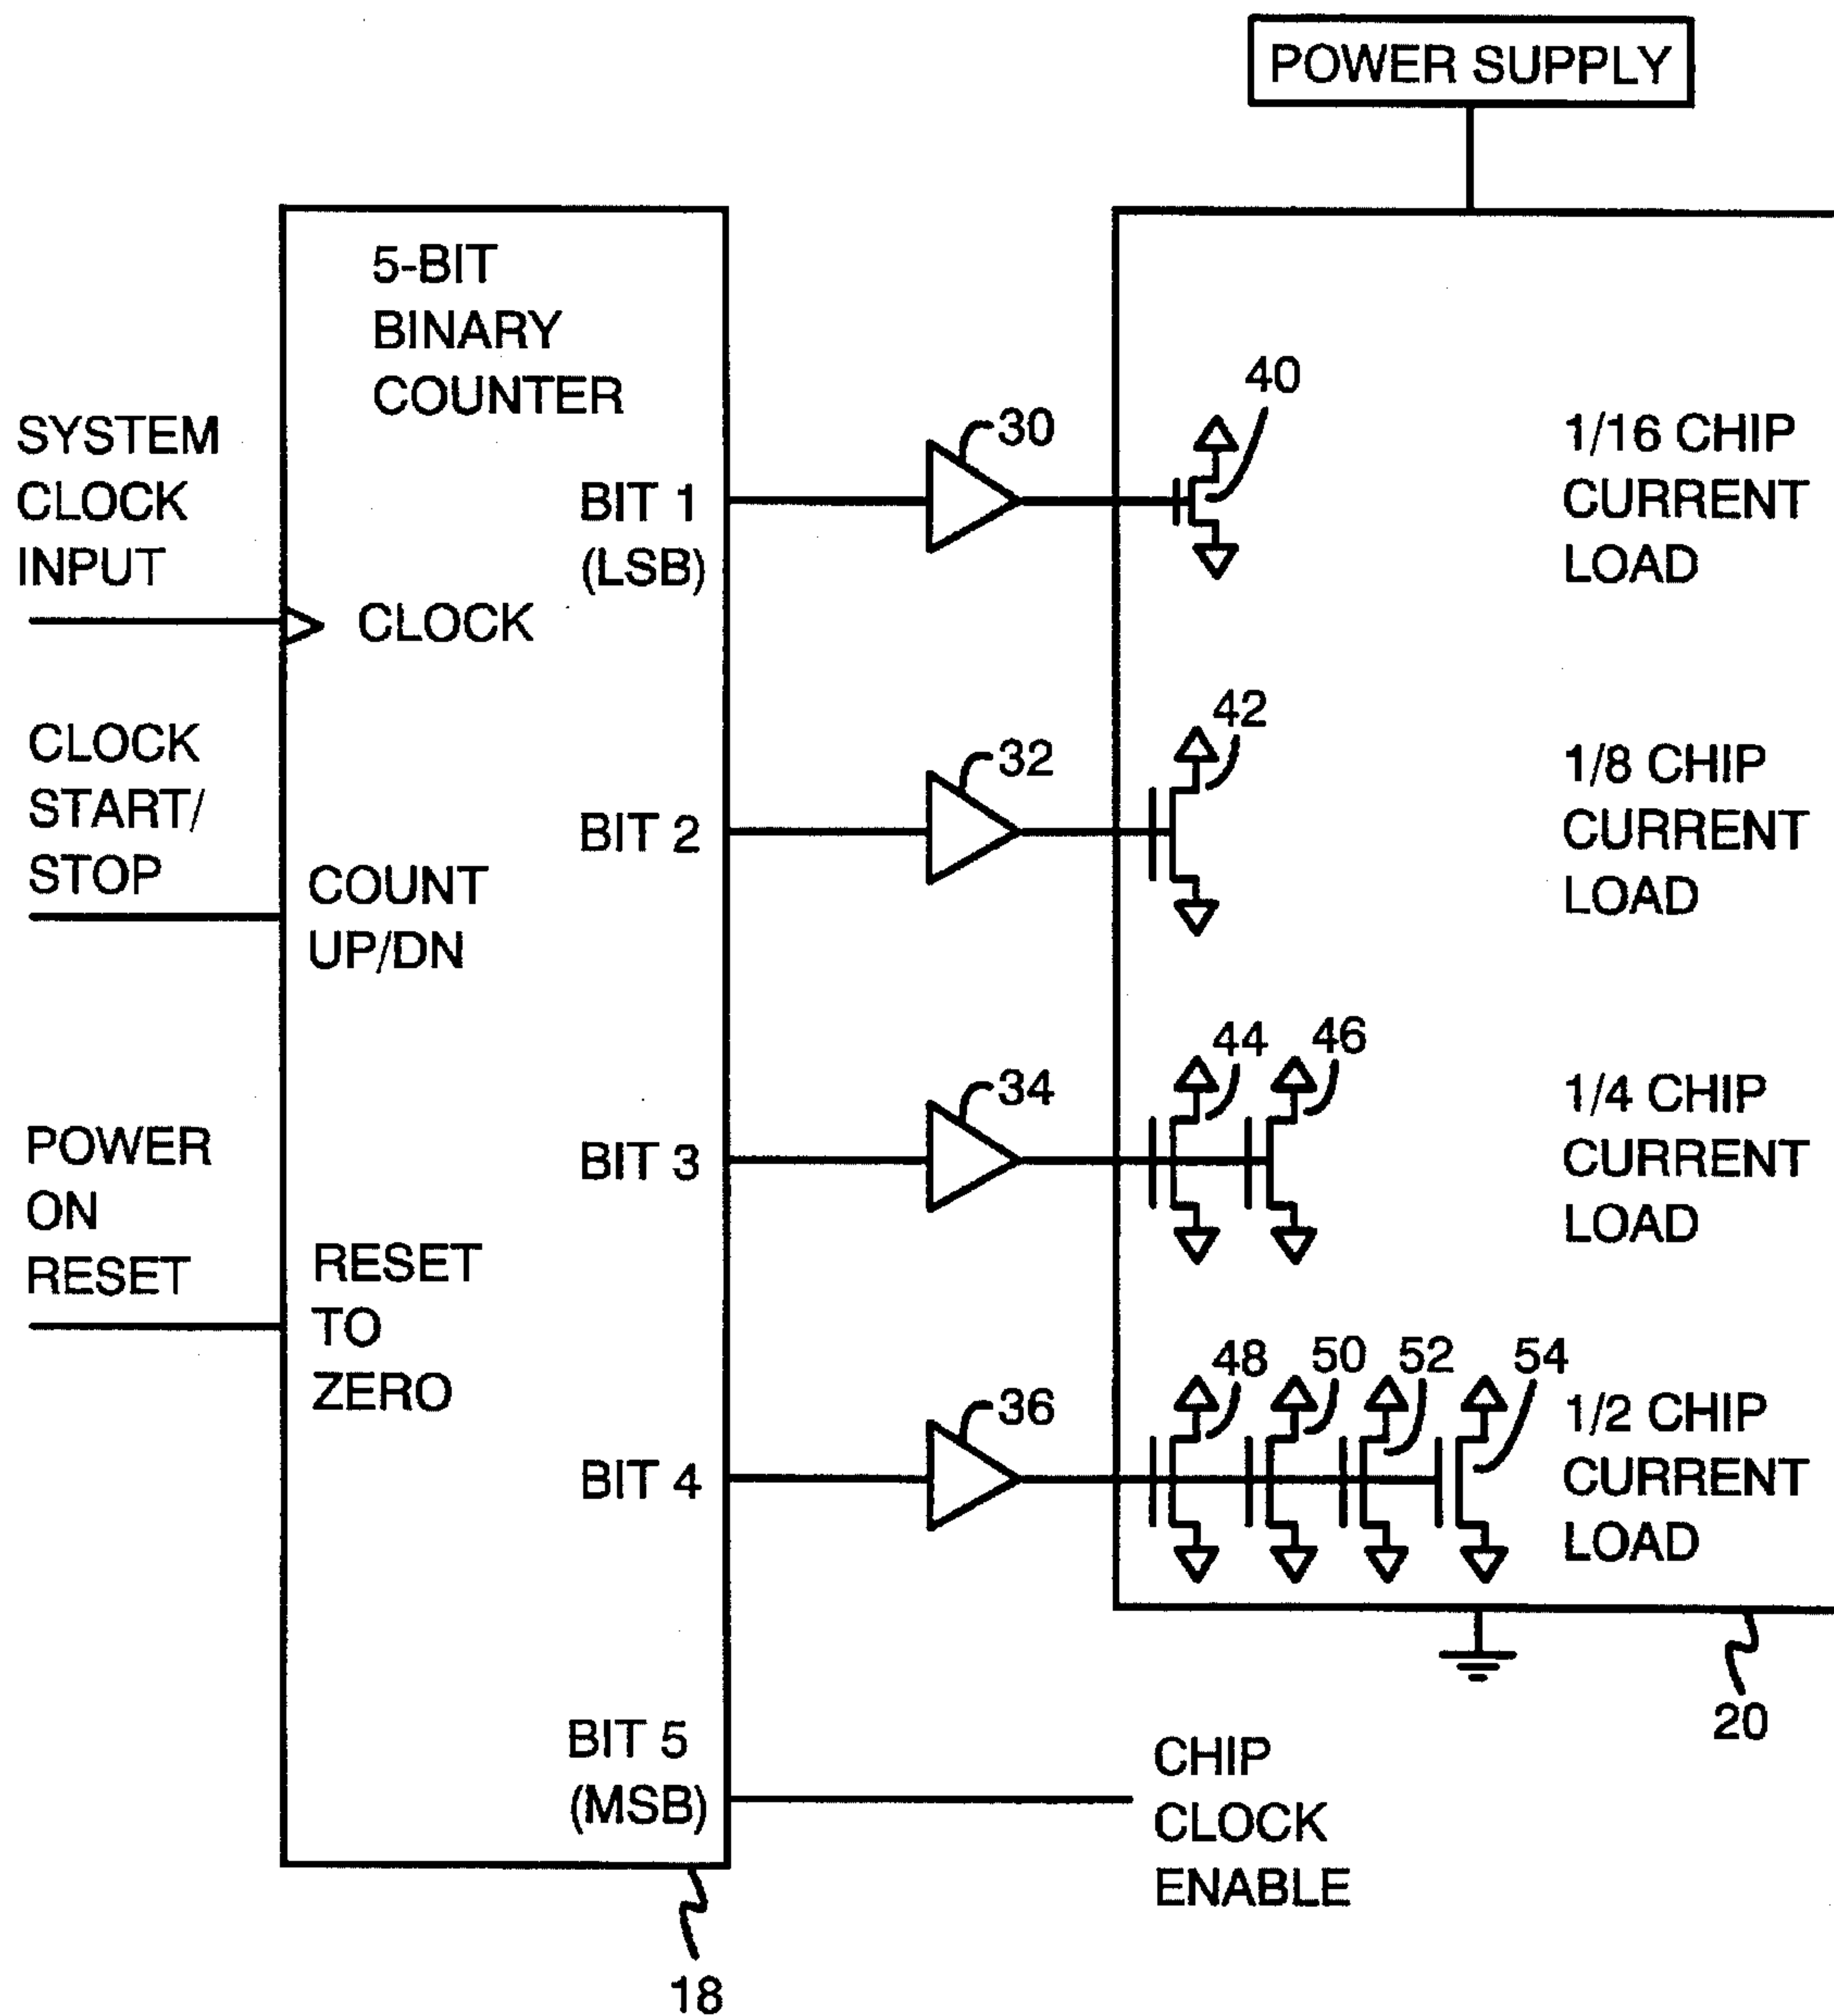 POWER SUPPLY
5-BIT
BINARY
COUNTER
SYSTEM
CLOCK
INPUT
CLOCK
CLOCK
START/
STOP
COUNT
UP/DN
POWER
ON
RESET
RESET
TO
ZERO
BIT 1
(LSB)
BIT 2
BIT 3
BIT 4
BIT 5
(MSB)
30
32
34
36
40
1/16 CHIP
CURRENT
LOAD
42
1/8 CHIP
CURRENT
LOAD
44
46
1/4 CHIP
CURRENT
LOAD
48
50
52
54
1/2 CHIP
CURRENT
LOAD
20
CHIP
CLOCK
ENABLE
18